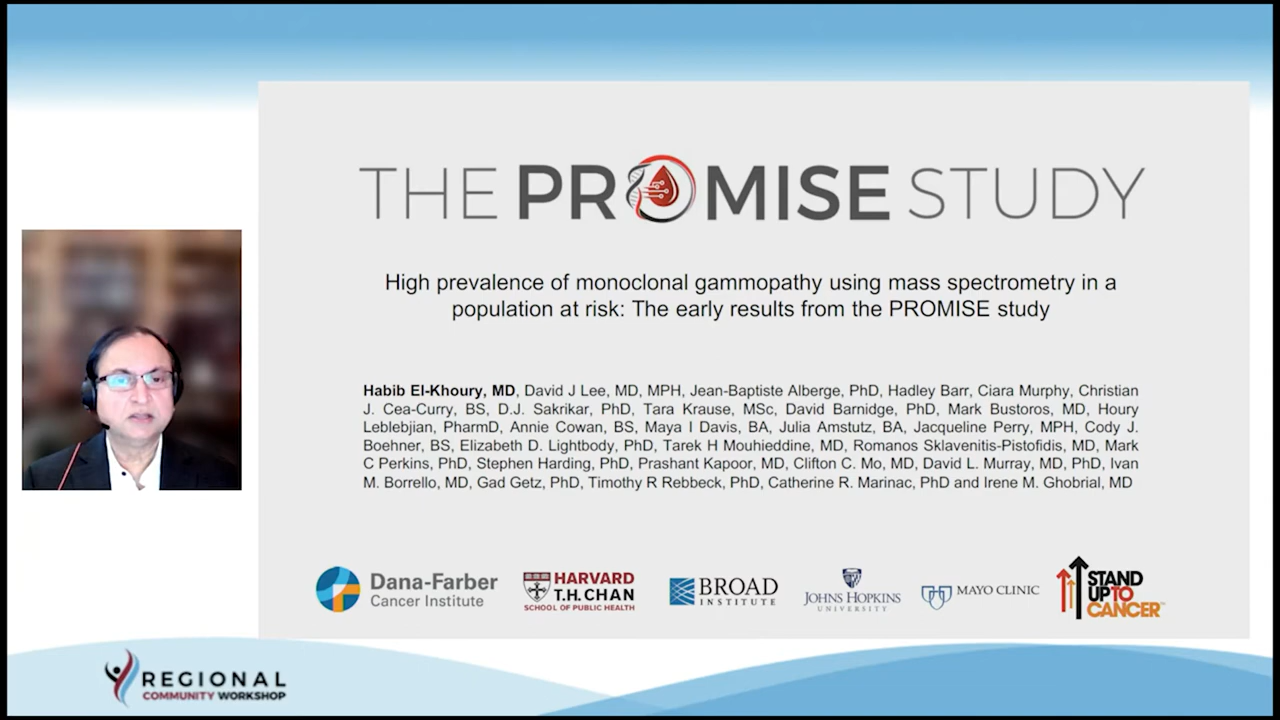 THE PROMISE STUDY
High prevalence of monoclonal gammopathy using mass spectrometry in a
population at risk: The early results from the PROMISE study
Habib El-Khoury, MD, David J Lee, MD, MPH, Jean-Baptiste Alberge, PhD, Hadley Barr, Ciara Murphy, Christian
J. Cea-Curry, BS, D.J. Sakrikar, PhD, Tara Krause, MSc, David Barnidge, PhD, Mark Bustoros, MD, Houry
Leblebjian, PharmD, Annie Cowan, BS, Maya I Davis, BA, Julia Amstutz, BA, Jacqueline Perry, MPH, Cody J.
Boehner, BS, Elizabeth D. Lightbody, PhD, Tarek H Mouhieddine, MD, Romanos Sklavenitis-Pistofidis, MD, Mark
C Perkins, PhD, Stephen Harding, PhD, Prashant Kapoor, MD, Clifton C. Mo, MD, David L. Murray, MD, PhD, Ivan
M. Borrello, MD, Gad Getz, PhD, Timothy R Rebbeck, PhD, Catherine R. Marinac, PhD and Irene M. Ghobrial, MD
Dana-Farber
Cancer Institute
HARVARD
T.H. CHAN
SCHOOL OF PUBLIC HEALTH
BROAD
INSTITUTE
JOHNS HOPKINS
UNIVERSITY
MAYO CLINIC
STAND
UP TO
CANCER
REGIONAL
COMMUNITY WORKSHOP